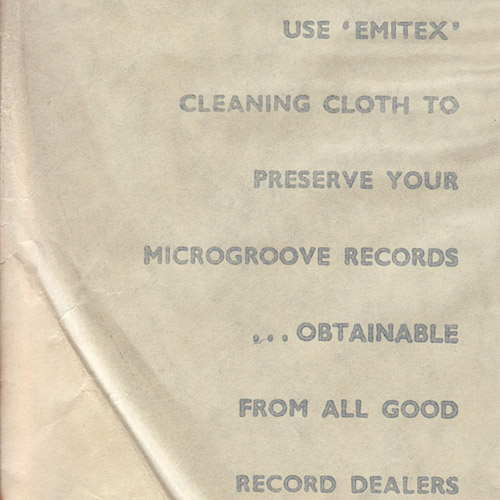 USE ‘EMITEX’
CLEANING CLOTH TO
PRESERVE YOUR
MICROGROOVE RECORDS
...OBTAINABLE
FROM ALL GOOD
RECORD DEALERS